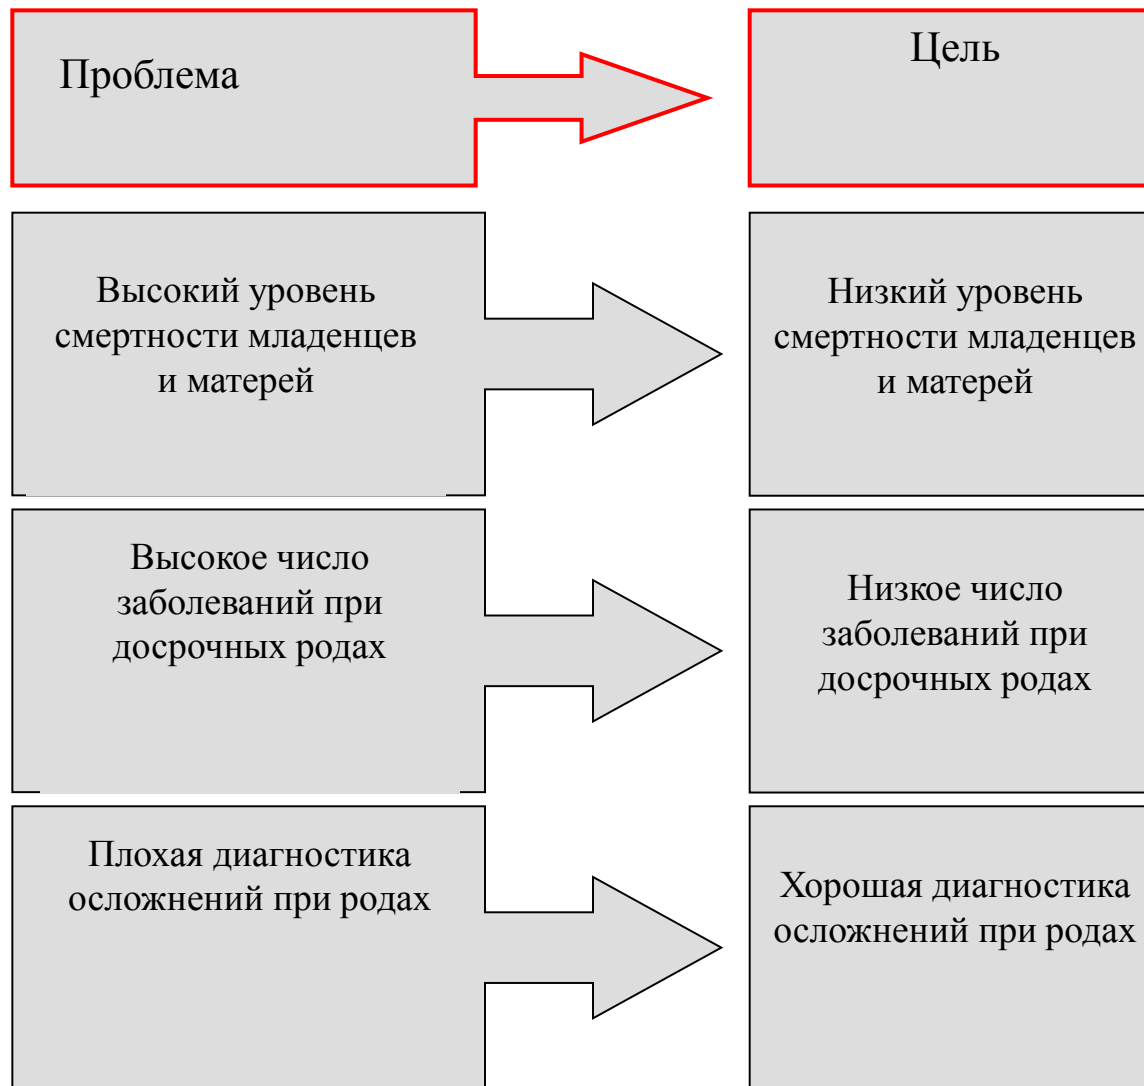 Проблема
Цель
Высокий уровень
смертности младенцев
и матерей
Низкий уровень
смертности младенцев
и матерей
Высокое число
заболеваний при
досрочных родах
Низкое число
заболеваний при
досрочных родах
Плохая диагностика
осложнений при родах
Хорошая диагностика
осложнений при родах